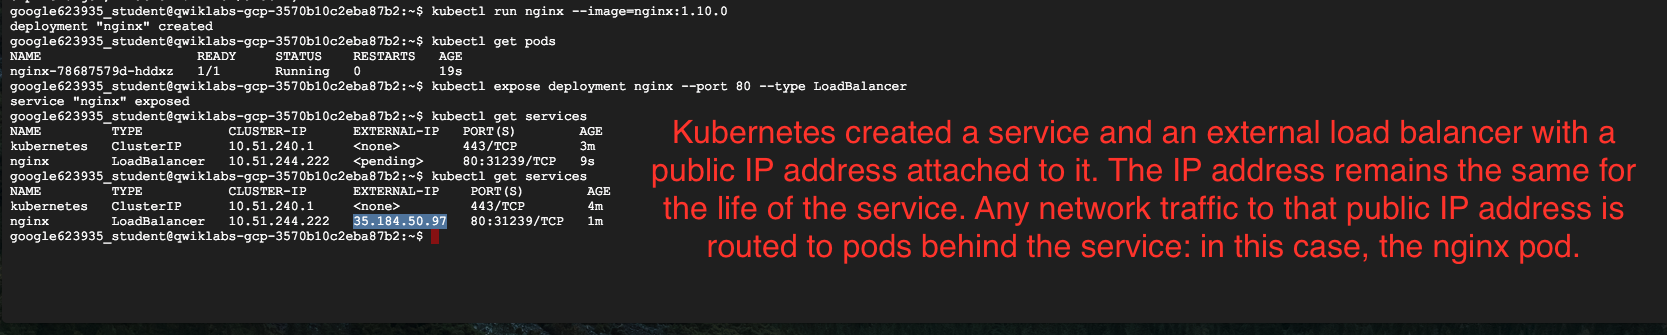 google623935_student@qwiklabs-gcp-3570b10c2eba87b2:~$ kubectl run nginx --image=nginx:1.10.0
deployment "nginx" created
google623935_student@qwiklabs-gcp-3570b10c2eba87b2:~$ kubectl get pods
NAME READY STATUS RESTARTS AGE
nginx-78687579d-hddxz 1/1 Running 0 19s
google623935_student@qwiklabs-gcp-3570b10c2eba87b2:~$ kubectl expose deployment nginx --port 80 --type LoadBalancer
service "nginx" exposed
google623935_student@qwiklabs-gcp-3570b10c2eba87b2:~$ kubectl get services
NAME TYPE CLUSTER-IP EXTERNAL-IP PORT(S) AGE
kubernetes ClusterIP 10.51.240.1 <none> 443/TCP 3m
nginx LoadBalancer 10.51.244.222 <pending> 80:31239/TCP 9s
google623935_student@qwiklabs-gcp-3570b10c2eba87b2:~$ kubectl get services
NAME TYPE CLUSTER-IP EXTERNAL-IP PORT(S) AGE
kubernetes ClusterIP 10.51.240.1 <none> 443/TCP 4m
nginx LoadBalancer 10.51.244.222 35.184.50.97 80:31239/TCP 1m
google623935_student@qwiklabs-gcp-3570b10c2eba87b2:~$
Kubernetes created a service and an external load balancer with a
public IP address attached to it. The IP address remains the same for
the life of the service. Any network traffic to that public IP address is
routed to pods behind the service: in this case, the nginx pod.